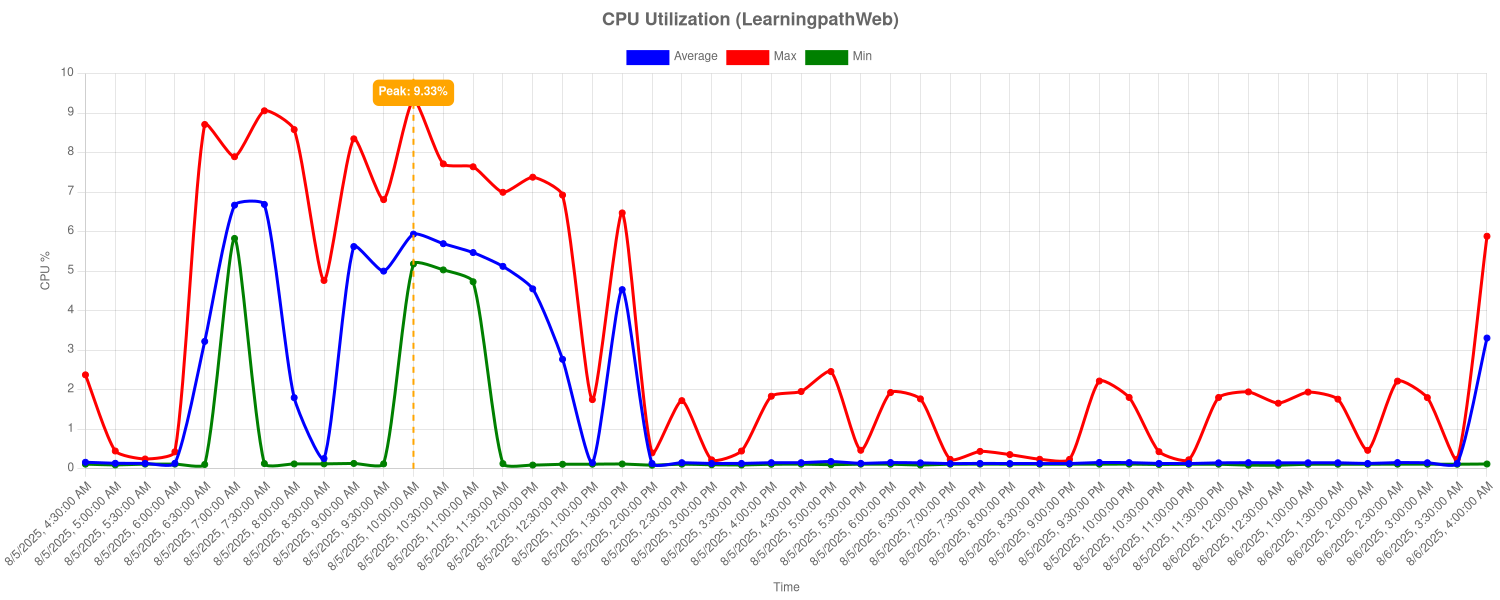 CPU Utilization (LearningpathWeb)
Average Max Min
Peak: 9.33%
10
9
8
7
6
5
4
3
2
1
0
CPU %
8/5/2025, 4:30:00 AM
8/5/2025, 5:00:00 AM
8/5/2025, 5:30:00 AM
8/5/2025, 6:00:00 AM
8/5/2025, 6:30:00 AM
8/5/2025, 7:00:00 AM
8/5/2025, 7:30:00 AM
8/5/2025, 8:00:00 AM
8/5/2025, 8:30:00 AM
8/5/2025, 9:00:00 AM
8/5/2025, 9:30:00 AM
8/5/2025, 10:00:00 AM
8/5/2025, 10:30:00 AM
8/5/2025, 11:00:00 AM
8/5/2025, 11:30:00 AM
8/5/2025, 12:00:00 PM
8/5/2025, 12:30:00 PM
8/5/2025, 1:00:00 PM
8/5/2025, 1:30:00 PM
8/5/2025, 2:00:00 PM
8/5/2025, 2:30:00 PM
8/5/2025, 3:00:00 PM
8/5/2025, 3:30:00 PM
8/5/2025, 4:00:00 PM
8/5/2025, 4:30:00 PM
8/5/2025, 5:00:00 PM
8/5/2025, 5:30:00 PM
8/5/2025, 6:00:00 PM
8/5/2025, 6:30:00 PM
8/5/2025, 7:00:00 PM
8/5/2025, 7:30:00 PM
8/5/2025, 8:00:00 PM
8/5/2025, 8:30:00 PM
8/5/2025, 9:00:00 PM
8/5/2025, 9:30:00 PM
8/5/2025, 10:00:00 PM
8/5/2025, 10:30:00 PM
8/5/2025, 11:00:00 PM
8/5/2025, 11:30:00 PM
8/6/2025, 12:00:00 AM
8/6/2025, 12:30:00 AM
8/6/2025, 1:00:00 AM
8/6/2025, 1:30:00 AM
8/6/2025, 2:00:00 AM
8/6/2025, 2:30:00 AM
8/6/2025, 3:00:00 AM
8/6/2025, 3:30:00 AM
8/6/2025, 4:00:00 AM
Time